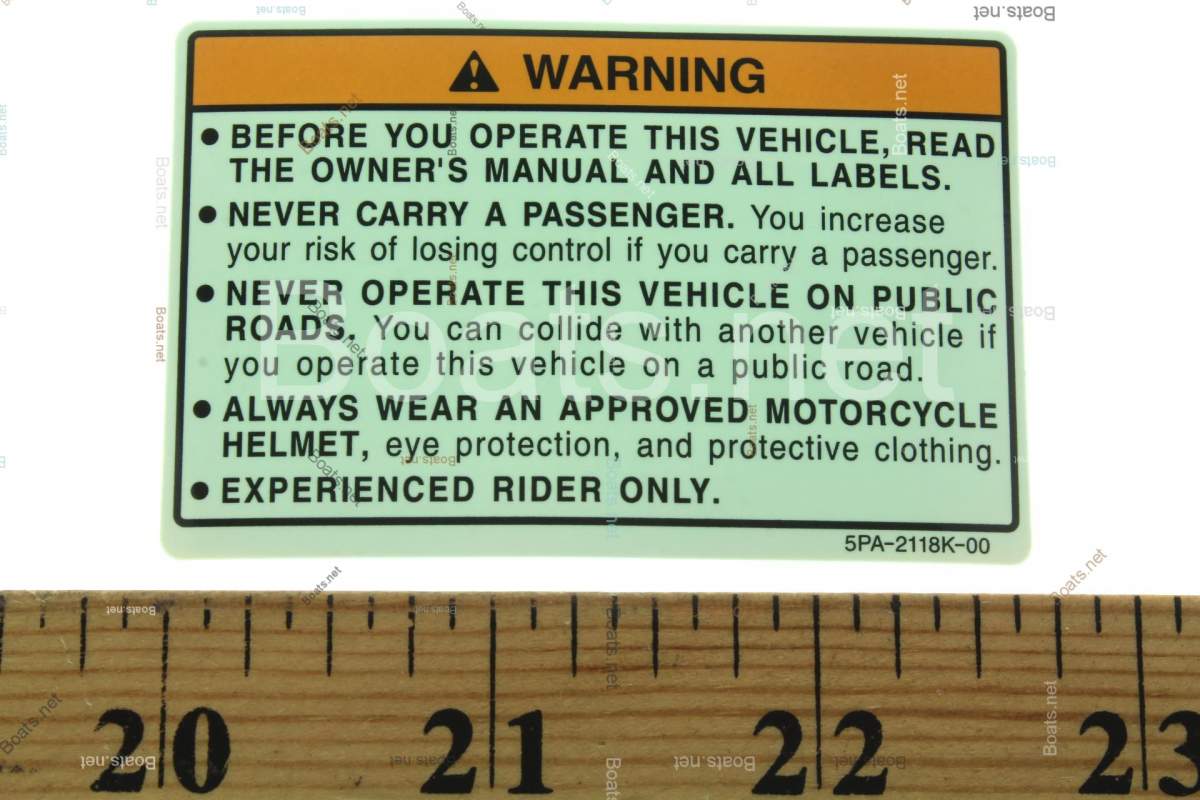 WARNING
● BEFORE YOU OPERATE THIS VEHICLE, READ
THE OWNER'S MANUAL AND ALL LABELS.
● NEVER CARRY A PASSENGER. You increase
your risk of losing control if you carry a passenger.
● NEVER OPERATE THIS VEHICLE ON PUBLIC
ROADS. You can collide with another vehicle if
you operate this vehicle on a public road.
● ALWAYS WEAR AN APPROVED MOTORCYCLE
HELMET, eye protection, and protective clothing.
● EXPERIENCED RIDER ONLY.
5PA-2118K-00
Boats.net
20 21 22 23